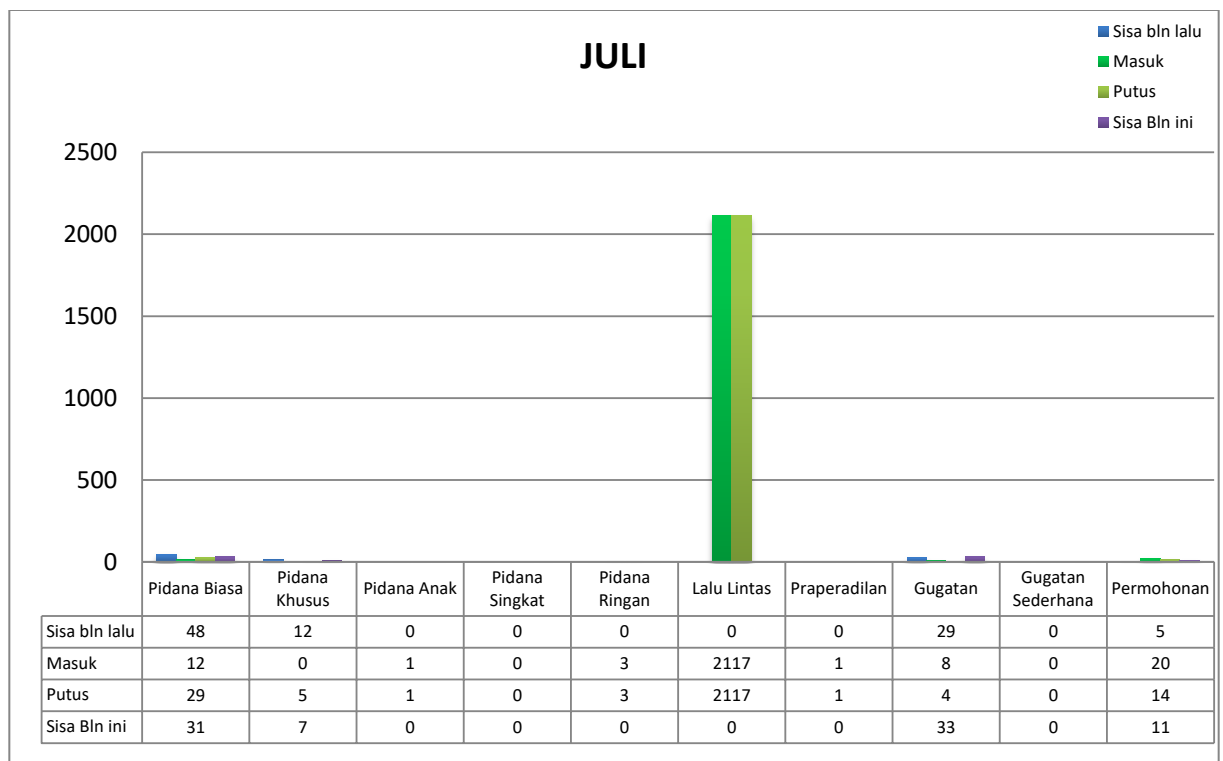 JULI
Sisa bln lalu
Masuk
Putus
Sisa Bln ini
2500
2000
1500
1000
500
0
Pidana Biasa Pidana Khusus Pidana Anak Pidana Singkat Pidana Ringan Lalu Lintas Praperadilan Gugatan Gugatan Sederhana Permohonan
Sisa bln lalu 48 12 0 0 0 0 0 29 0 5
Masuk 12 0 1 0 3 2117 1 8 0 20
Putus 29 5 1 0 3 2117 1 4 0 14
Sisa Bln ini 31 7 0 0 0 0 0 33 0 11